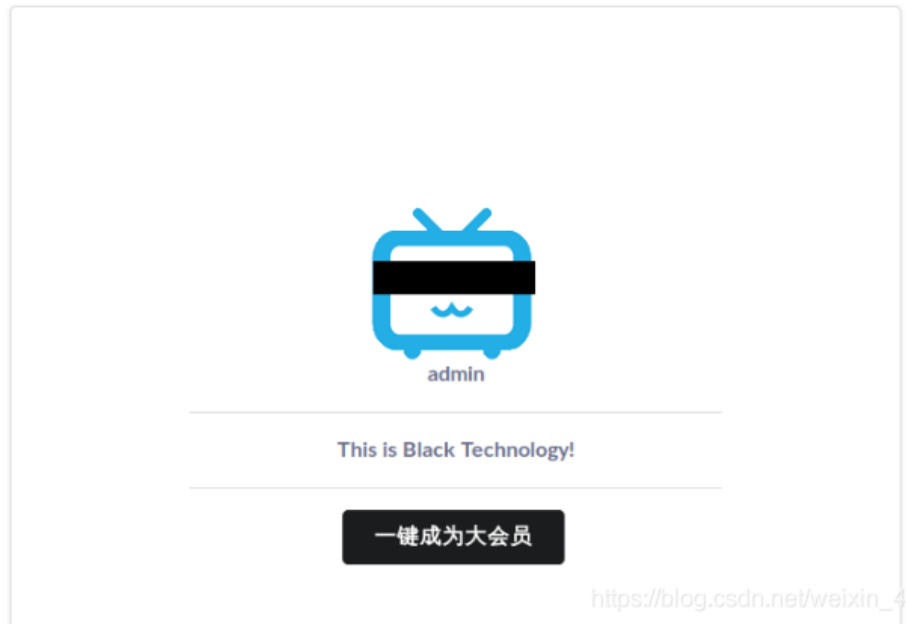 admin
This is Black Technology!
一键成为大会员
https://blog.csdn.net/weixin_4